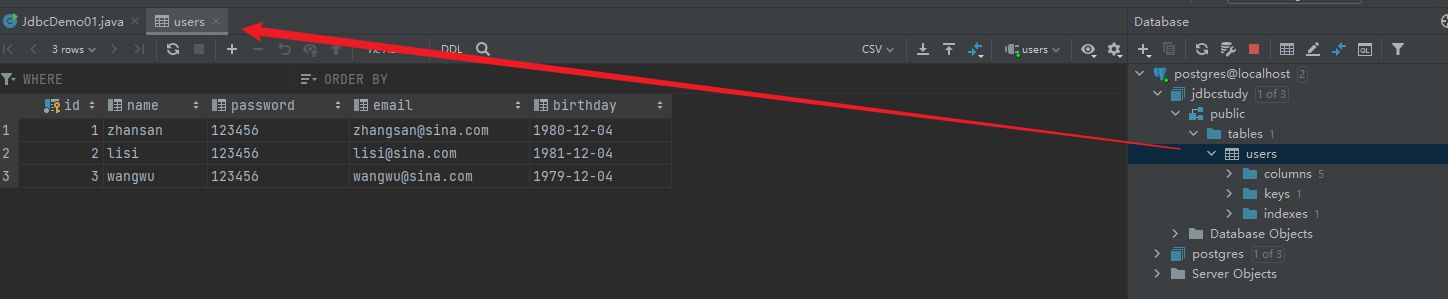 JdbcDemo01.java
users
Database
3 rows
DDL
CSV
users
WHERE
ORDER BY
id name password email birthday
1 1 zhansan 123456 zhangsan@sina.com 1980-12-04
2 2 lisi 123456 lisi@sina.com 1981-12-04
3 3 wangwu 123456 wangwu@sina.com 1979-12-04
postgres@localhost 2
jdbcstudy 1 of 3
public
tables 1
users
columns 5
keys 1
indexes 1
Database Objects
postgres 1 of 3
Server Objects